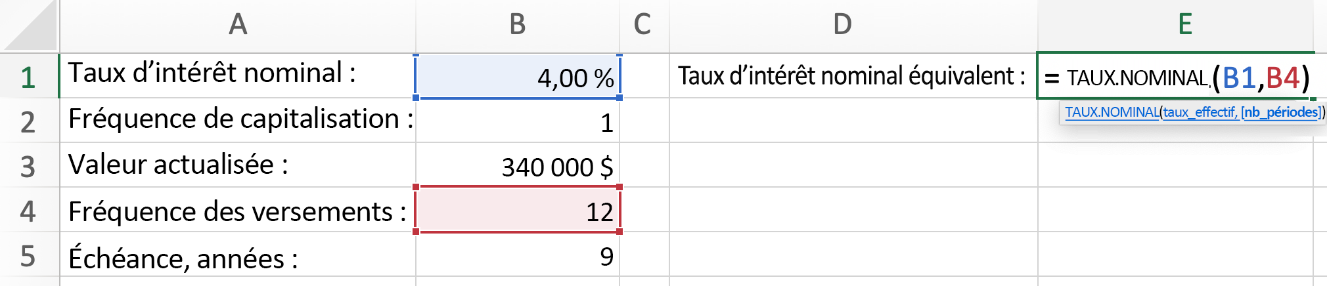 A B C D E
1 Taux d’intérêt nominal : 4,00 % Taux d’intérêt nominal équivalent : = TAUX.NOMINAL.(B1,B4)
TAUX.NOMINAL(taux_effectif, [nb_périodes])
2 Fréquence de capitalisation : 1
3 Valeur actualisée : 340 000 $
4 Fréquence des versements : 12
5 Échéance, années : 9